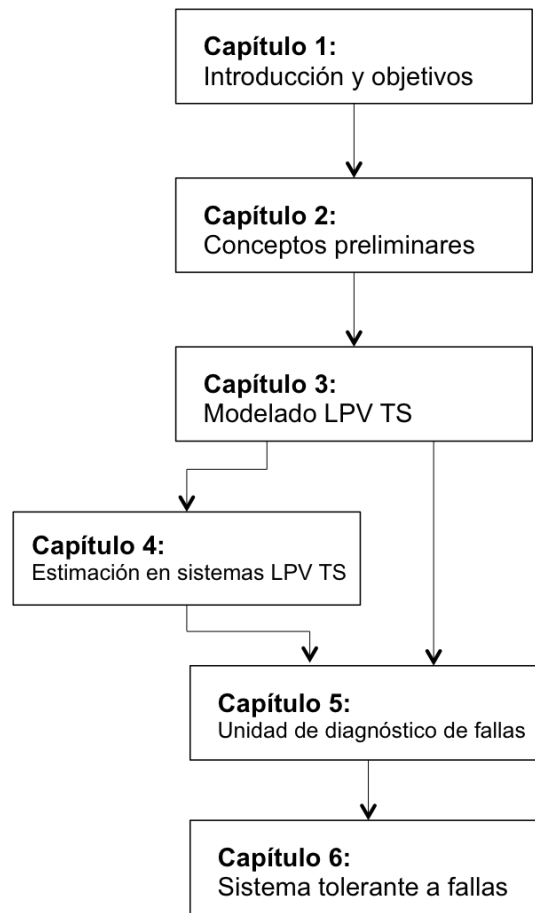 Capítulo 1:
Introducción y objetivos
Capítulo 2:
Conceptos preliminares
Capítulo 3:
Modelado LPV TS
Capítulo 4:
Estimación en sistemas LPV TS
Capítulo 5:
Unidad de diagnóstico de fallas
Capítulo 6:
Sistema tolerante a fallas